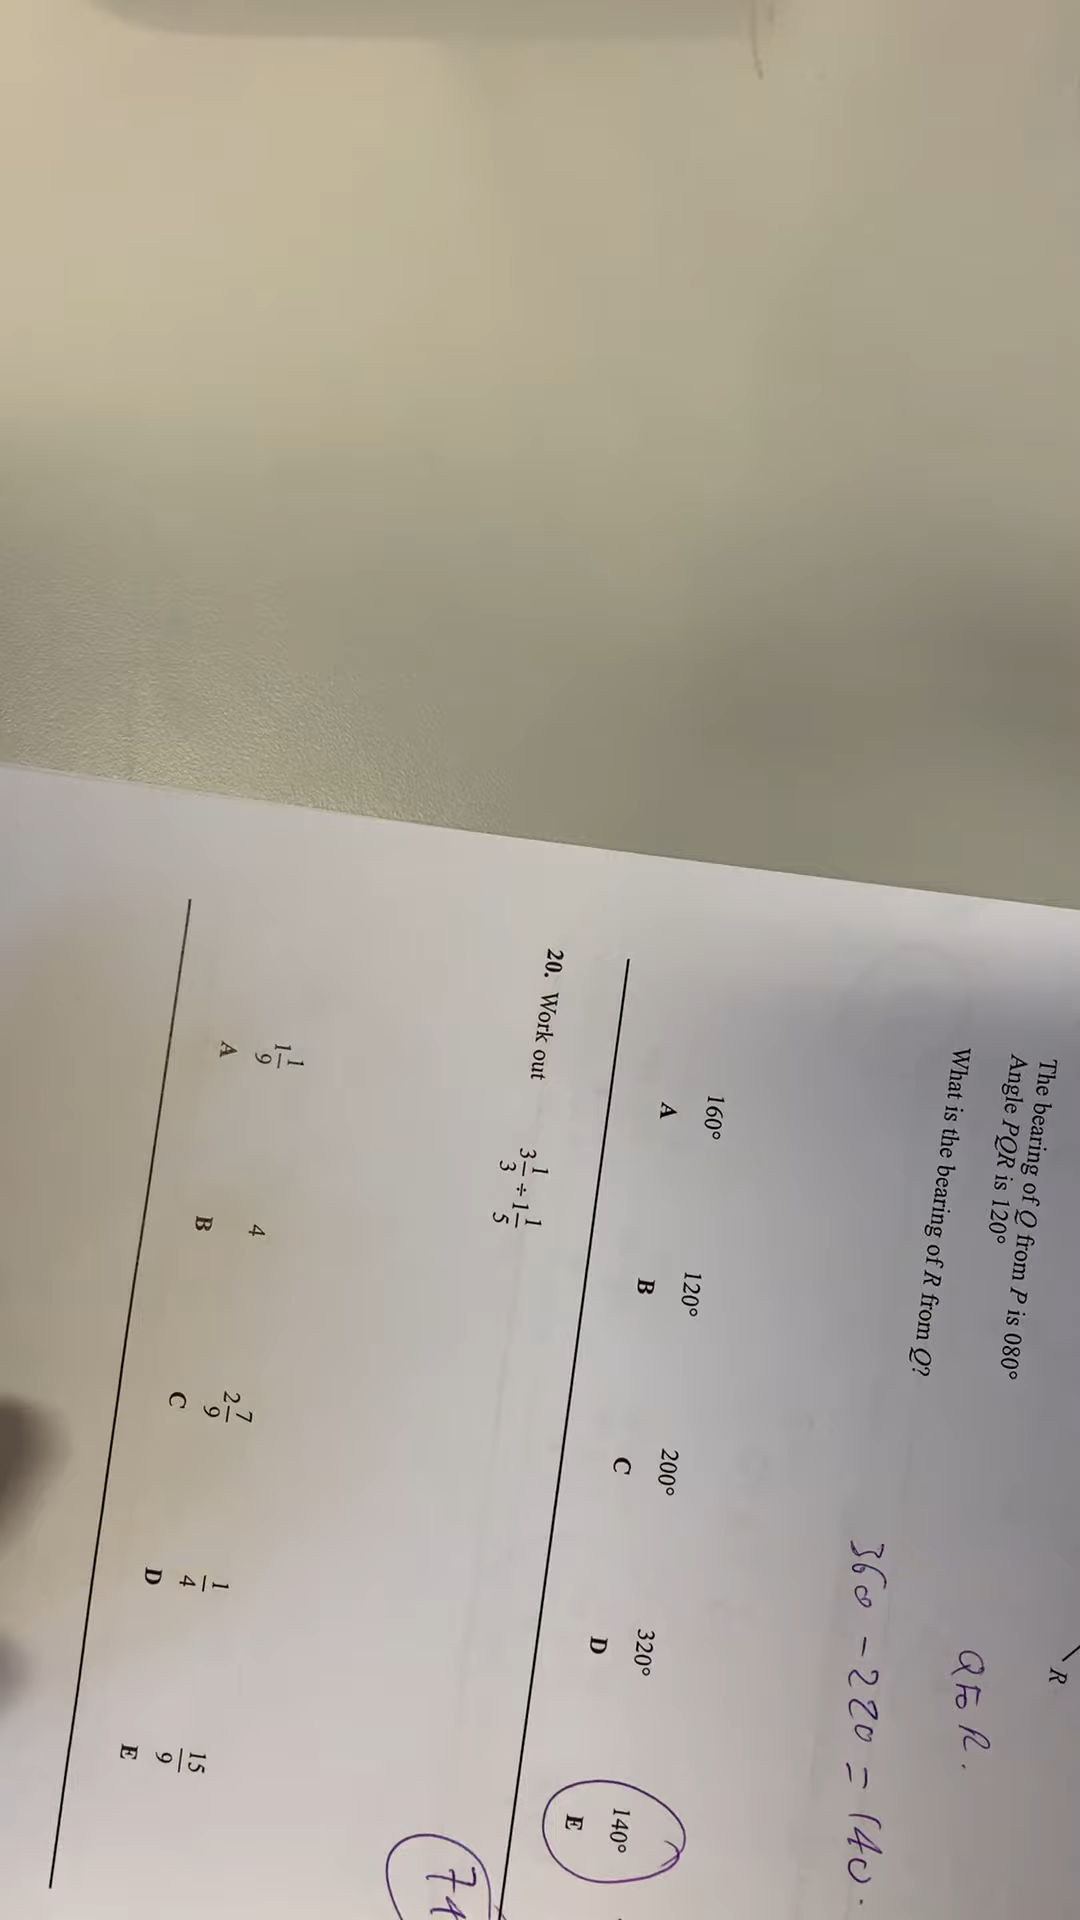 R
The bearing of Q from P is 080°
Angle PQR is 120°
What is the bearing of R from Q?
Q to R.
360 - 220 = 140.
160° 120° 200° 320° 140°
A B C D E
20. Work out
3 1/3 ÷ 1 1/5
74
1 1/9 4 2 7/9 1/4 15/9
A B C D E